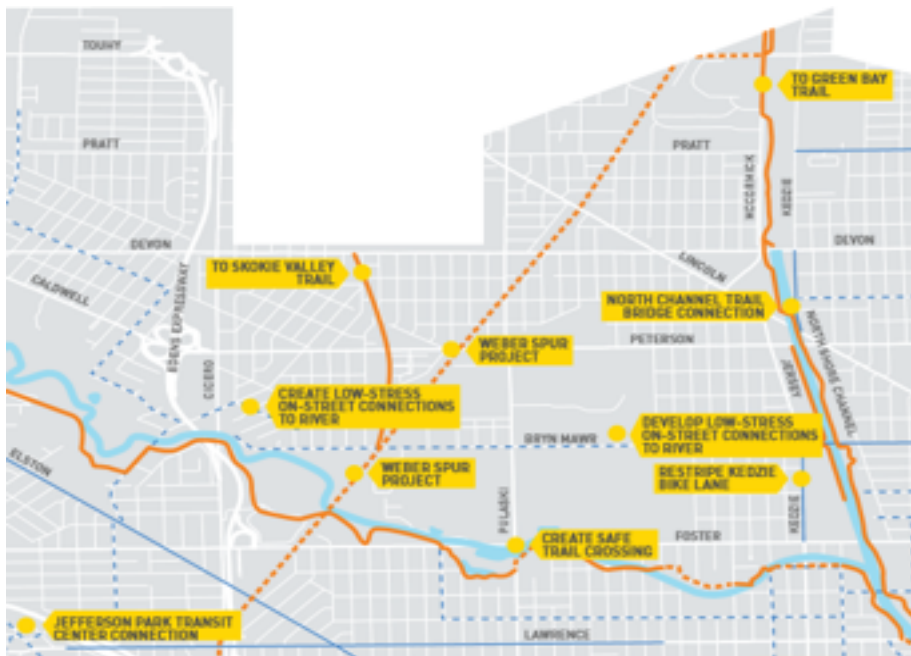 TOUHY
TO GREEN BAY
TRAIL
PRATT
PRATT
MCCORMICK
KEDZIE
DEVON
DEVON
TO SKOKIE VALLEY
TRAIL
LINCOLN
CALDWELL
EDENS EXPRESSWAY
NORTH CHANNEL TRAIL
BRIDGE CONNECTION
NORTH SHORE CHANNEL
PETERSON
WEBER SPUR
PROJECT
CICERO
JERSEY
CREATE LOW-STRESS
ON-STREET CONNECTIONS
TO RIVER
DEVELOP LOW-STRESS
ON-STREET CONNECTIONS
TO RIVER
BRYN MAWR
ELSTON
WEBER SPUR
PROJECT
RESTRIPE KEDZIE
BIKE LANE
PULASKI
KEDZIE
CREATE SAFE
TRAIL CROSSING
FOSTER
JEFFERSON PARK TRANSIT
CENTER CONNECTION
LAWRENCE